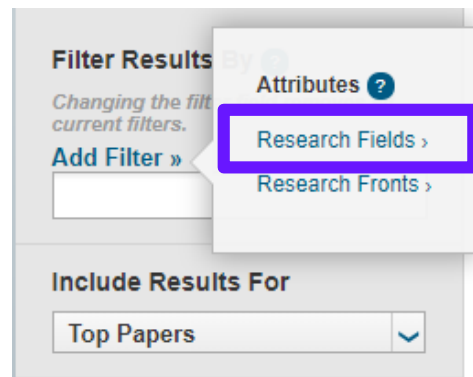 Filter Results By ?
Changing the filt
current filters.
Add Filter »
Attributes ?
Research Fields ›
Research Fronts ›
Include Results For
Top Papers